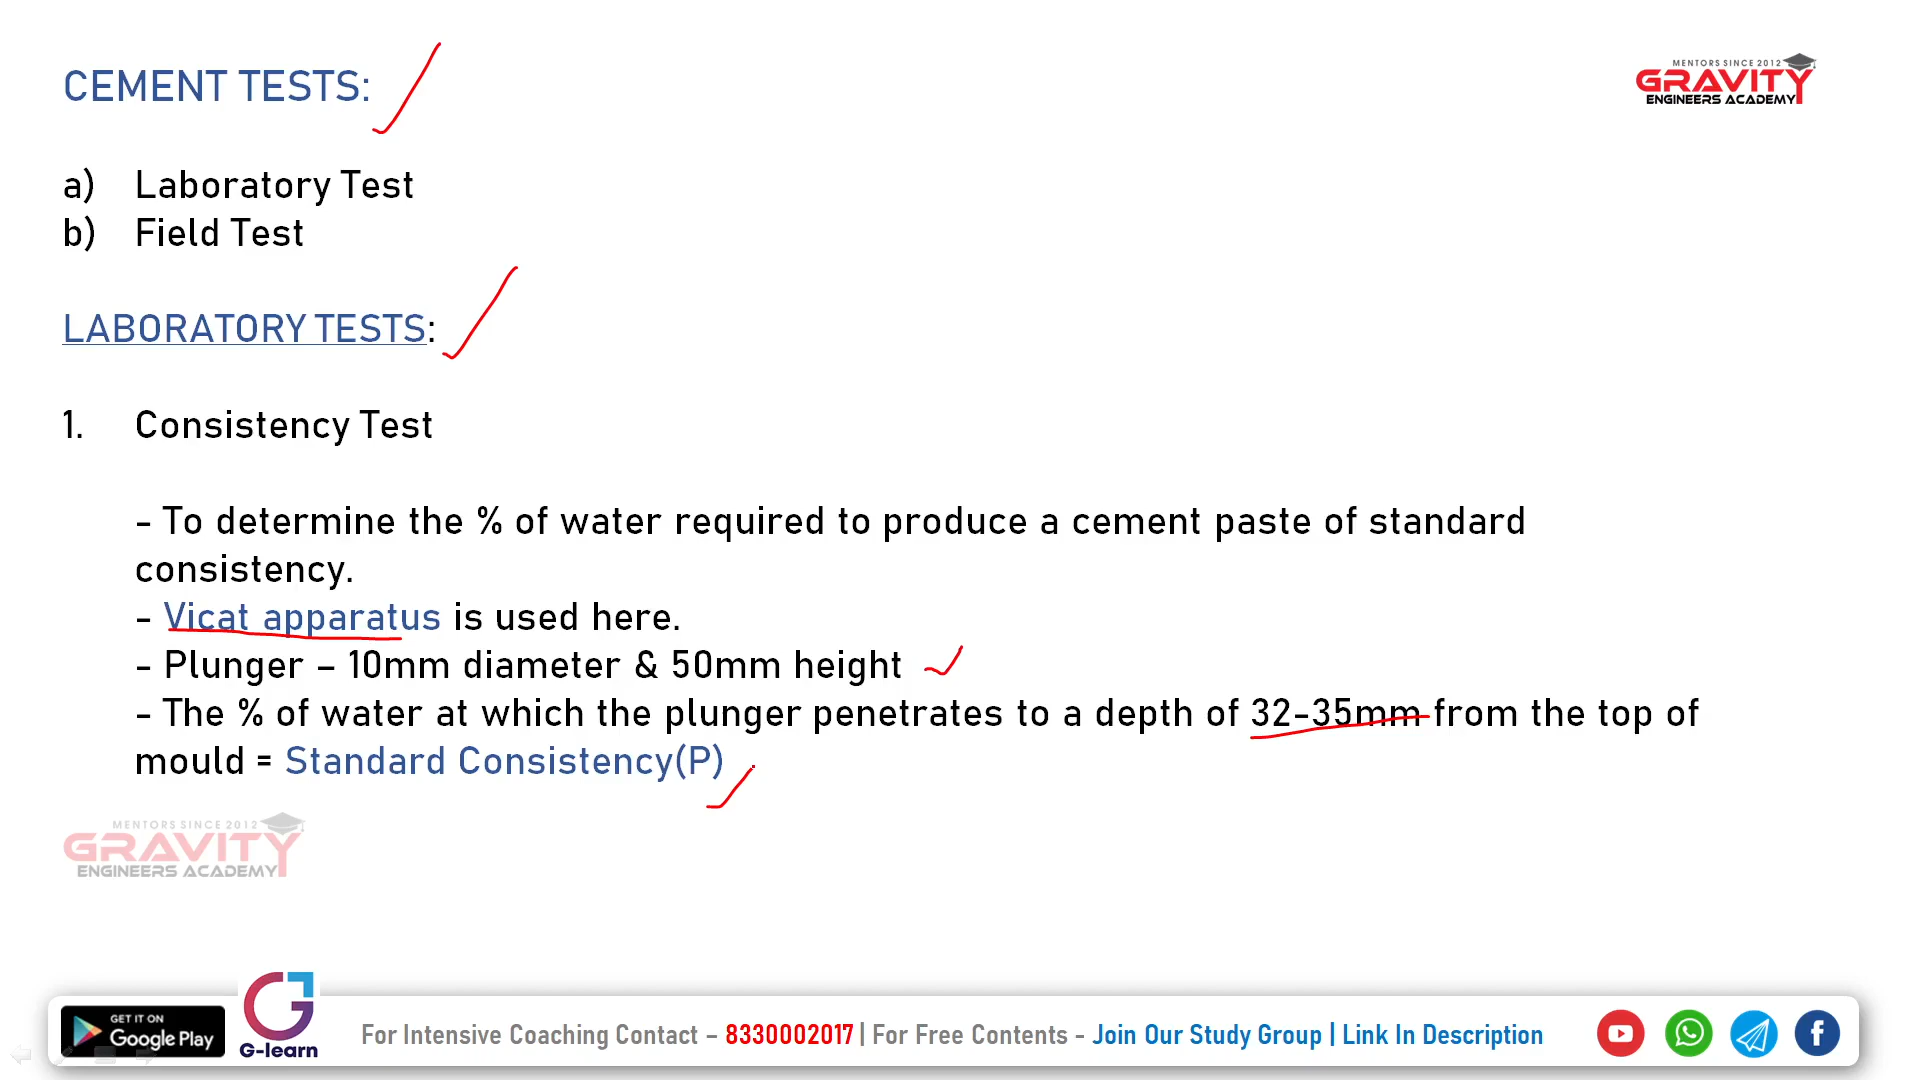 CEMENT TESTS:
MENTORS SINCE 2012
GRAVITY
ENGINEERS ACADEMY
a) Laboratory Test
b) Field Test
LABORATORY TESTS:
1. Consistency Test
- To determine the % of water required to produce a cement paste of standard
consistency.
- Vicat apparatus is used here.
- Plunger – 10mm diameter & 50mm height
- The % of water at which the plunger penetrates to a depth of 32-35mm from the top of
mould = Standard Consistency(P)
MENTORS SINCE 2012
GRAVITY
ENGINEERS ACADEMY
GET IT ON
Google Play
G-learn
For Intensive Coaching Contact – 8330002017 | For Free Contents - Join Our Study Group | Link In Description